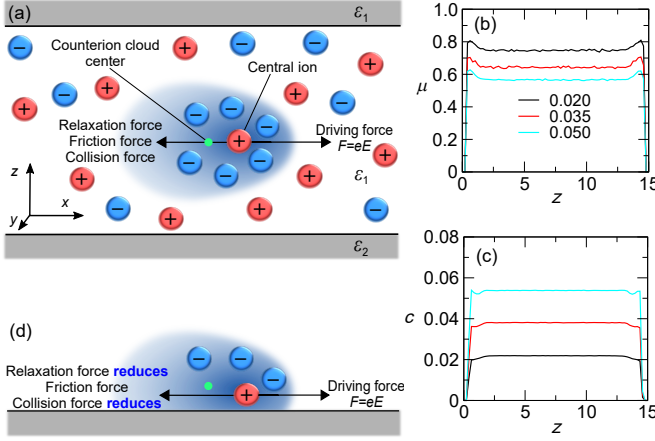 (a)
ε₁
Counterion cloud
center
Central ion
Relaxation force
Friction force
Collision force
Driving force
F=eE
ε₁
z
y
x
ε₂
(b)
1.0
0.8
0.6
μ
0.4
0.2
0
0.020
0.035
0.050
0
5
10
15
z
(c)
0.08
0.06
c
0.04
0.02
0
0
5
10
15
z
(d)
Relaxation force reduces
Friction force
Collision force reduces
Driving force
F=eE